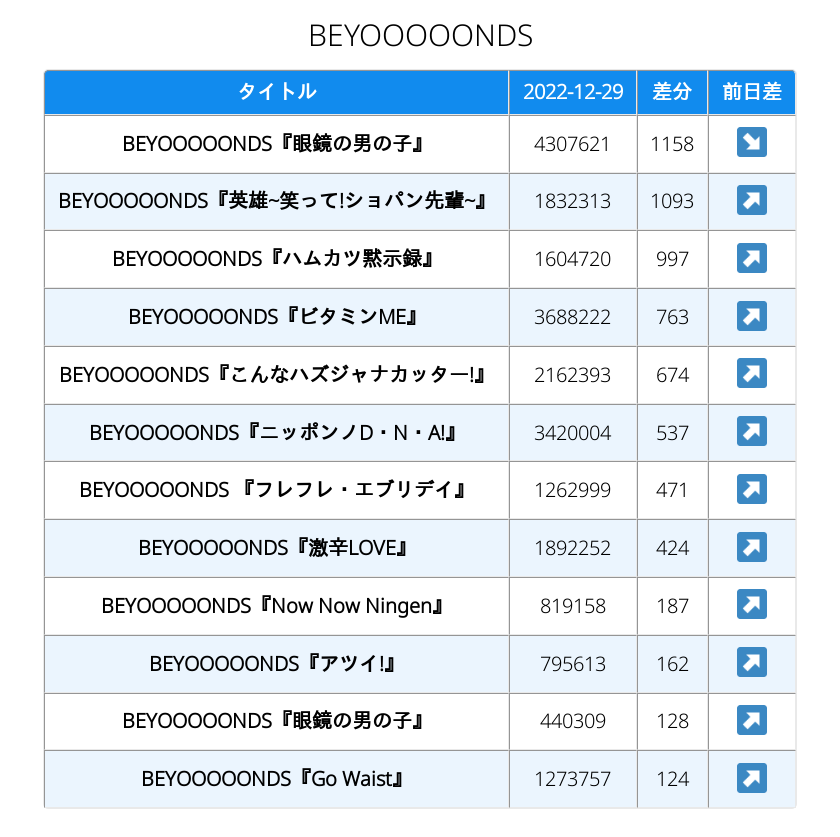 BEYOOOOONDS
タイトル 2022-12-29 差分 前日差
BEYOOOOONDS『眼鏡の男の子』 4307621 1158 ↘
BEYOOOOONDS『英雄~笑って!ショパン先輩~』 1832313 1093 ↗
BEYOOOOONDS『ハムカツ黙示録』 1604720 997 ↗
BEYOOOOONDS『ビタミンME』 3688222 763 ↗
BEYOOOOONDS『こんなハズジャナカッター!』 2162393 674 ↗
BEYOOOOONDS『ニッポンノD・N・A!』 3420004 537 ↗
BEYOOOOONDS 『フレフレ・エブリデイ』 1262999 471 ↗
BEYOOOOONDS『激辛LOVE』 1892252 424 ↗
BEYOOOOONDS『Now Now Ningen』 819158 187 ↗
BEYOOOOONDS『アツイ!』 795613 162 ↗
BEYOOOOONDS『眼鏡の男の子』 440309 128 ↗
BEYOOOOONDS『Go Waist』 1273757 124 ↗